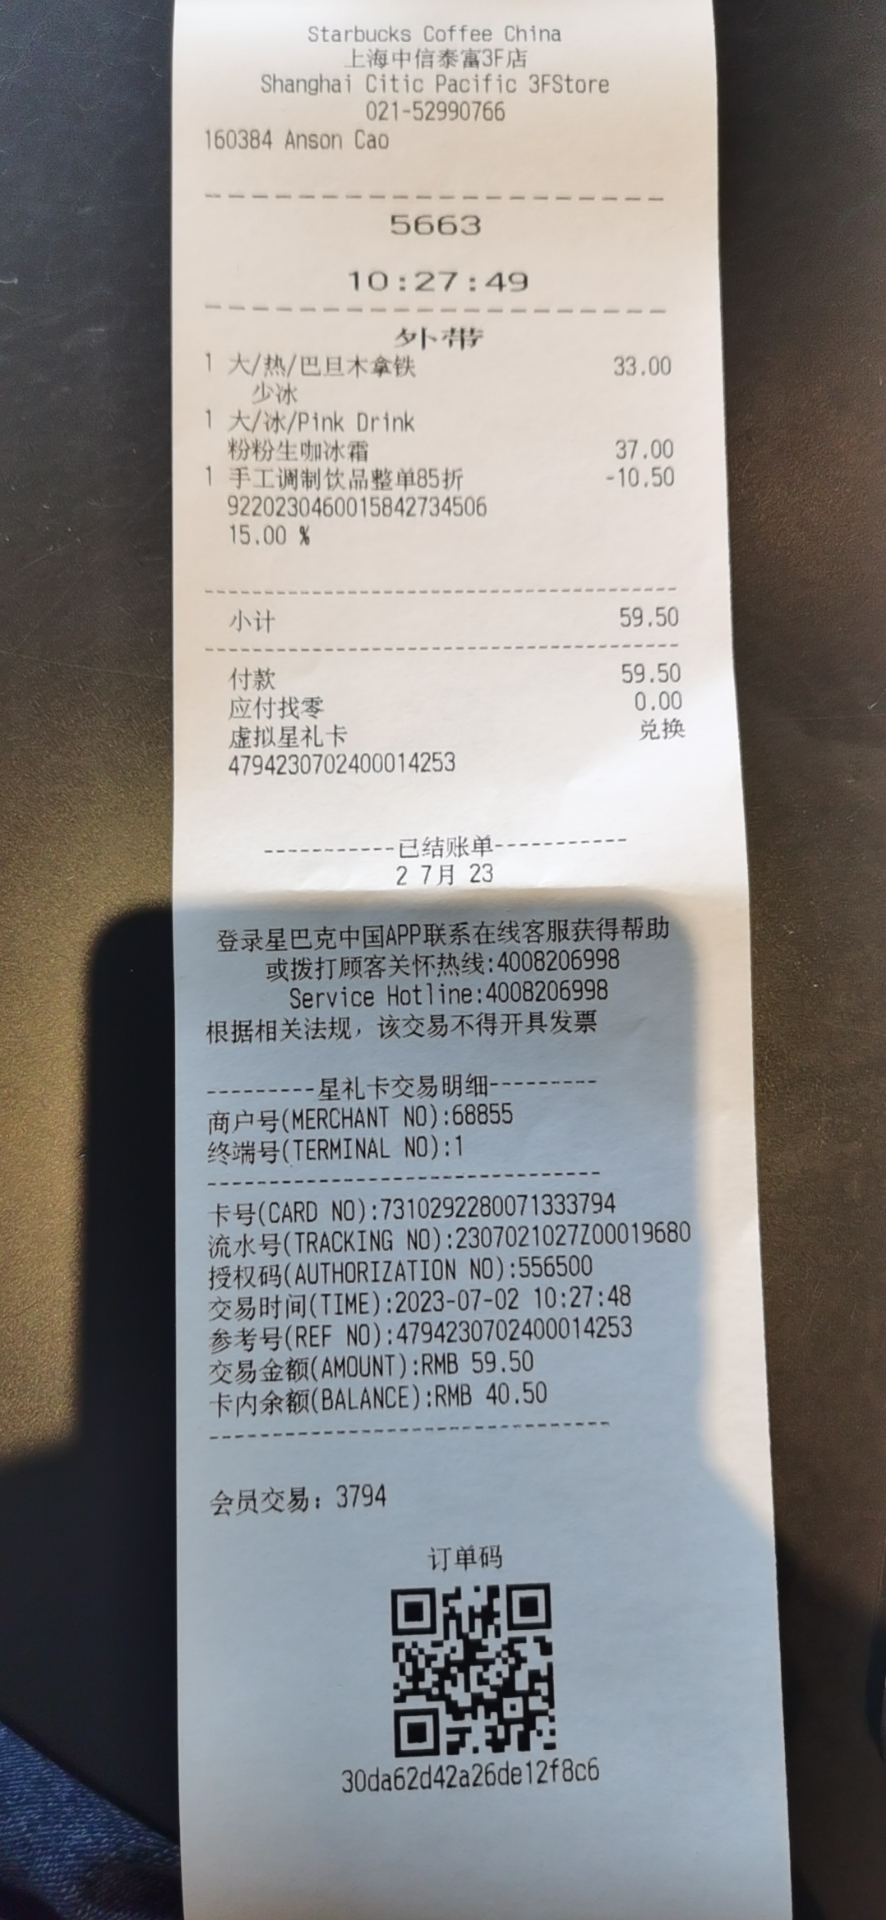 Starbucks Coffee China
上海中信泰富3F店
Shanghai Citic Pacific 3FStore
021-52990766
160384 Anson Cao
5663
10:27:49
外带
1 大/热/巴旦木拿铁 33.00
少冰
1 大/冰/Pink Drink
粉粉生咖冰霜 37.00
1 手工调制饮品整单85折 -10.50
92202304600015842734506
15.00 %
小计 59.50
付款 59.50
应付找零 0.00
虚拟星礼卡 兑换
4794230702400014253
-----------已结账单-----------
2 7月 23
登录星巴克中国APP联系在线客服获得帮助
或拨打顾客关怀热线:4008206998
Service Hotline:4008206998
根据相关法规，该交易不得开具发票
---------星礼卡交易明细---------
商户号(MERCHANT NO):68855
终端号(TERMINAL NO):1
卡号(CARD NO):7310292280071333794
流水号(TRACKING NO):2307021027Z00019680
授权码(AUTHORIZATION NO):556500
交易时间(TIME):2023-07-02 10:27:48
参考号(REF NO):4794230702400014253
交易金额(AMOUNT):RMB 59.50
卡内余额(BALANCE):RMB 40.50
会员交易：3794
订单码
30da62d42a26de12f8c6